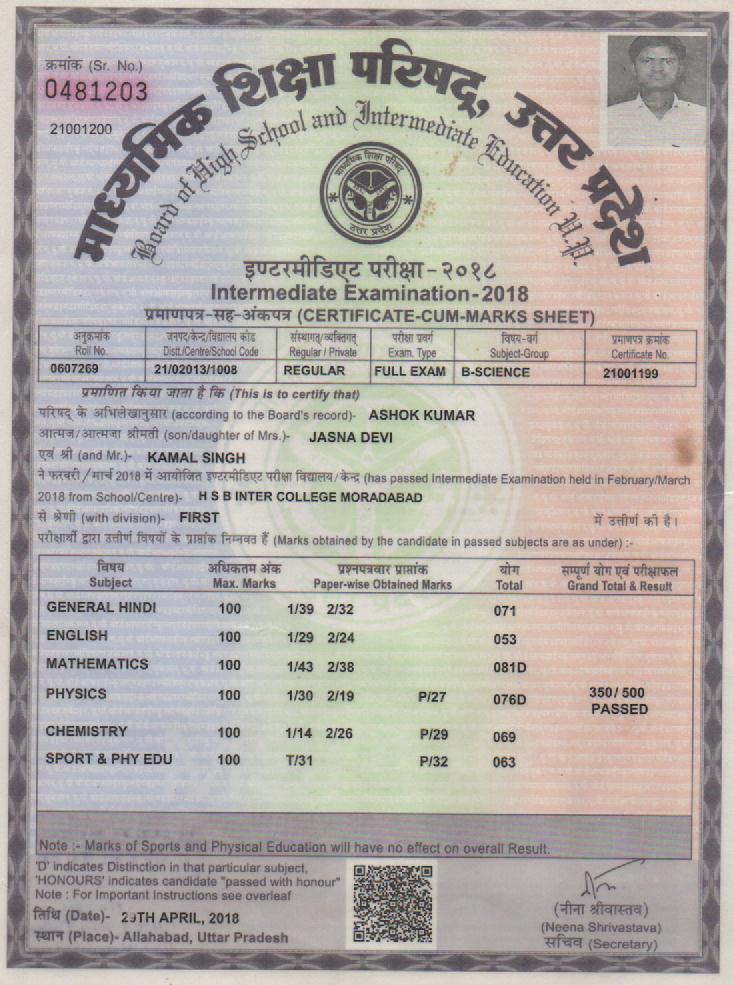 क्रमांक (Sr. No.)
0481203
21001200
माध्यमिक शिक्षा परिषद्, उत्तर प्रदेश
Board of High School and Intermediate Education U.P.
माध्यमिक शिक्षा परिषद
उत्तर प्रदेश
इण्टरमीडिएट परीक्षा-२०१८
Intermediate Examination-2018
प्रमाणपत्र-सह-अंकपत्र (CERTIFICATE-CUM-MARKS SHEET)
अनुक्रमांक जनपद/केन्द्र/विद्यालय कोड संस्थागत्/व्यक्तिगत् परीक्षा प्रवर्ग विषय-वर्ग प्रमाणपत्र क्रमांक
Roll No. Distt./Centre/School Code Regular / Private Exam. Type Subject-Group Certificate No.
0607269 21/02013/1008 REGULAR FULL EXAM B-SCIENCE 21001199
प्रमाणित किया जाता है कि (This is to certify that)
परिषद के अभिलेखानुसार (according to the Board's record)- ASHOK KUMAR
आत्मज/आत्मजा श्रीमती (son/daughter of Mrs.)- JASNA DEVI
एवं श्री (and Mr.)- KAMAL SINGH
ने फरवरी/मार्च 2018 में आयोजित इण्टरमीडिएट परीक्षा विद्यालय/केन्द्र (has passed Intermediate Examination held in February/March
2018 from School/Centre)- H S B INTER COLLEGE MORADABAD
से श्रेणी (with division)- FIRST में उत्तीर्ण की है।
परीक्षार्थी द्वारा उत्तीर्ण विषयों के प्राप्तांक निम्नवत हैं (Marks obtained by the candidate in passed subjects are as under) :-
विषय अधिकतम अंक प्रश्नपत्रवार प्राप्तांक योग सम्पूर्ण योग एवं परीक्षाफल
Subject Max. Marks Paper-wise Obtained Marks Total Grand Total & Result
GENERAL HINDI 100 1/39 2/32 071
ENGLISH 100 1/29 2/24 053
MATHEMATICS 100 1/43 2/38 081D
PHYSICS 100 1/30 2/19 P/27 076D 350/500
PASSED
CHEMISTRY 100 1/14 2/26 P/29 069
SPORT & PHY EDU 100 T/31 P/32 063
Note :- Marks of Sports and Physical Education will have no effect on overall Result.
'D' indicates Distinction in that particular subject,
'HONOURS' indicates candidate "passed with honour"
Note : For Important Instructions see overleaf
तिथि (Date)- 29TH APRIL, 2018
स्थान (Place)- Allahabad, Uttar Pradesh
(नीना श्रीवास्तव)
(Neena Shrivastava)
सचिव (Secretary)